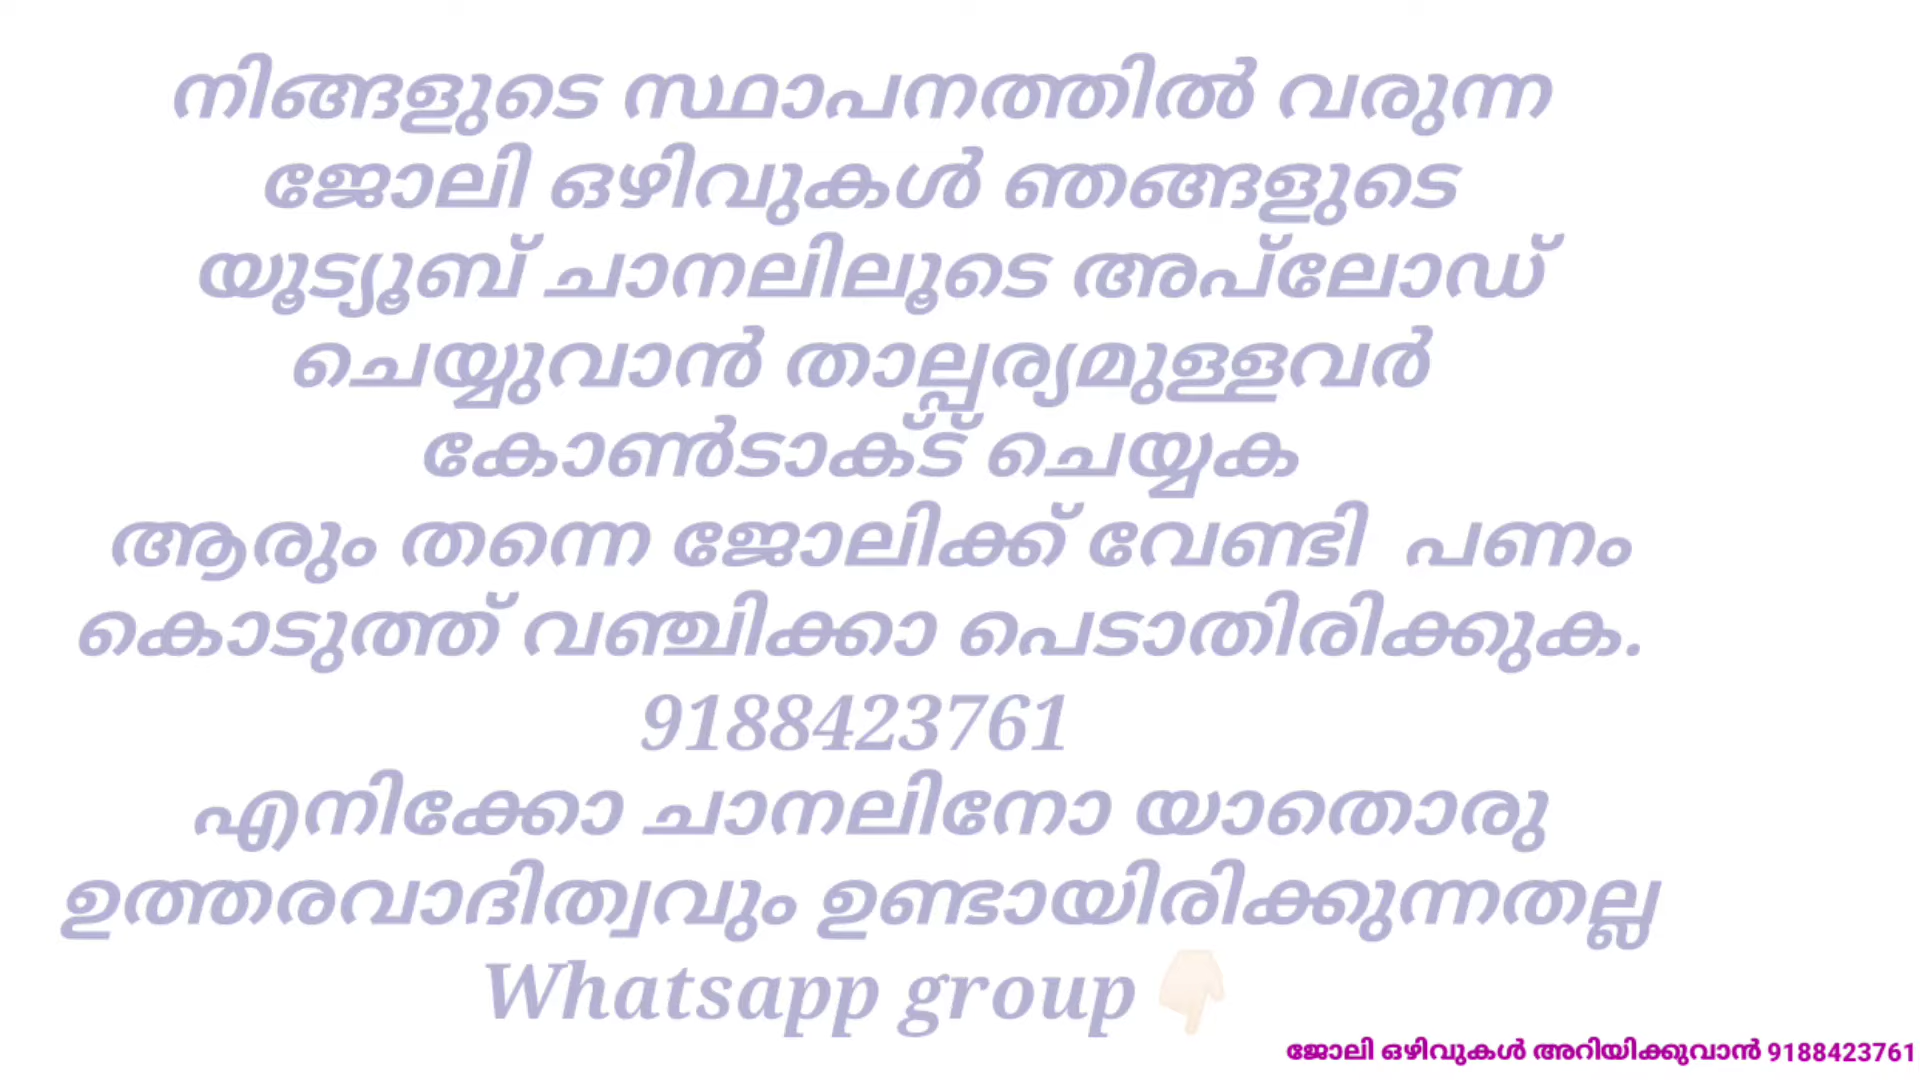 നിങ്ങളുടെ സ്ഥാപനത്തിൽ വരുന്ന
ജോലി ഒഴിവുകൾ ഞങ്ങളുടെ
യൂട്യൂബ് ചാനലിലൂടെ അപ്‌ലോഡ്
ചെയ്യുവാൻ താല്പര്യമുള്ളവർ
കോൺടാക്ട് ചെയ്യക
ആരും തന്നെ ജോലിക്ക് വേണ്ടി പണം
കൊടുത്ത് വഞ്ചിക്കാ പെടാതിരിക്കുക.
9188423761
എനിക്കോ ചാനലിനോ യാതൊരു
ഉത്തരവാദിത്വവും ഉണ്ടായിരിക്കുന്നതല്ല
Whatsapp group👇🏻
ജോലി ഒഴിവുകൾ അറിയിക്കുവാൻ 9188423761